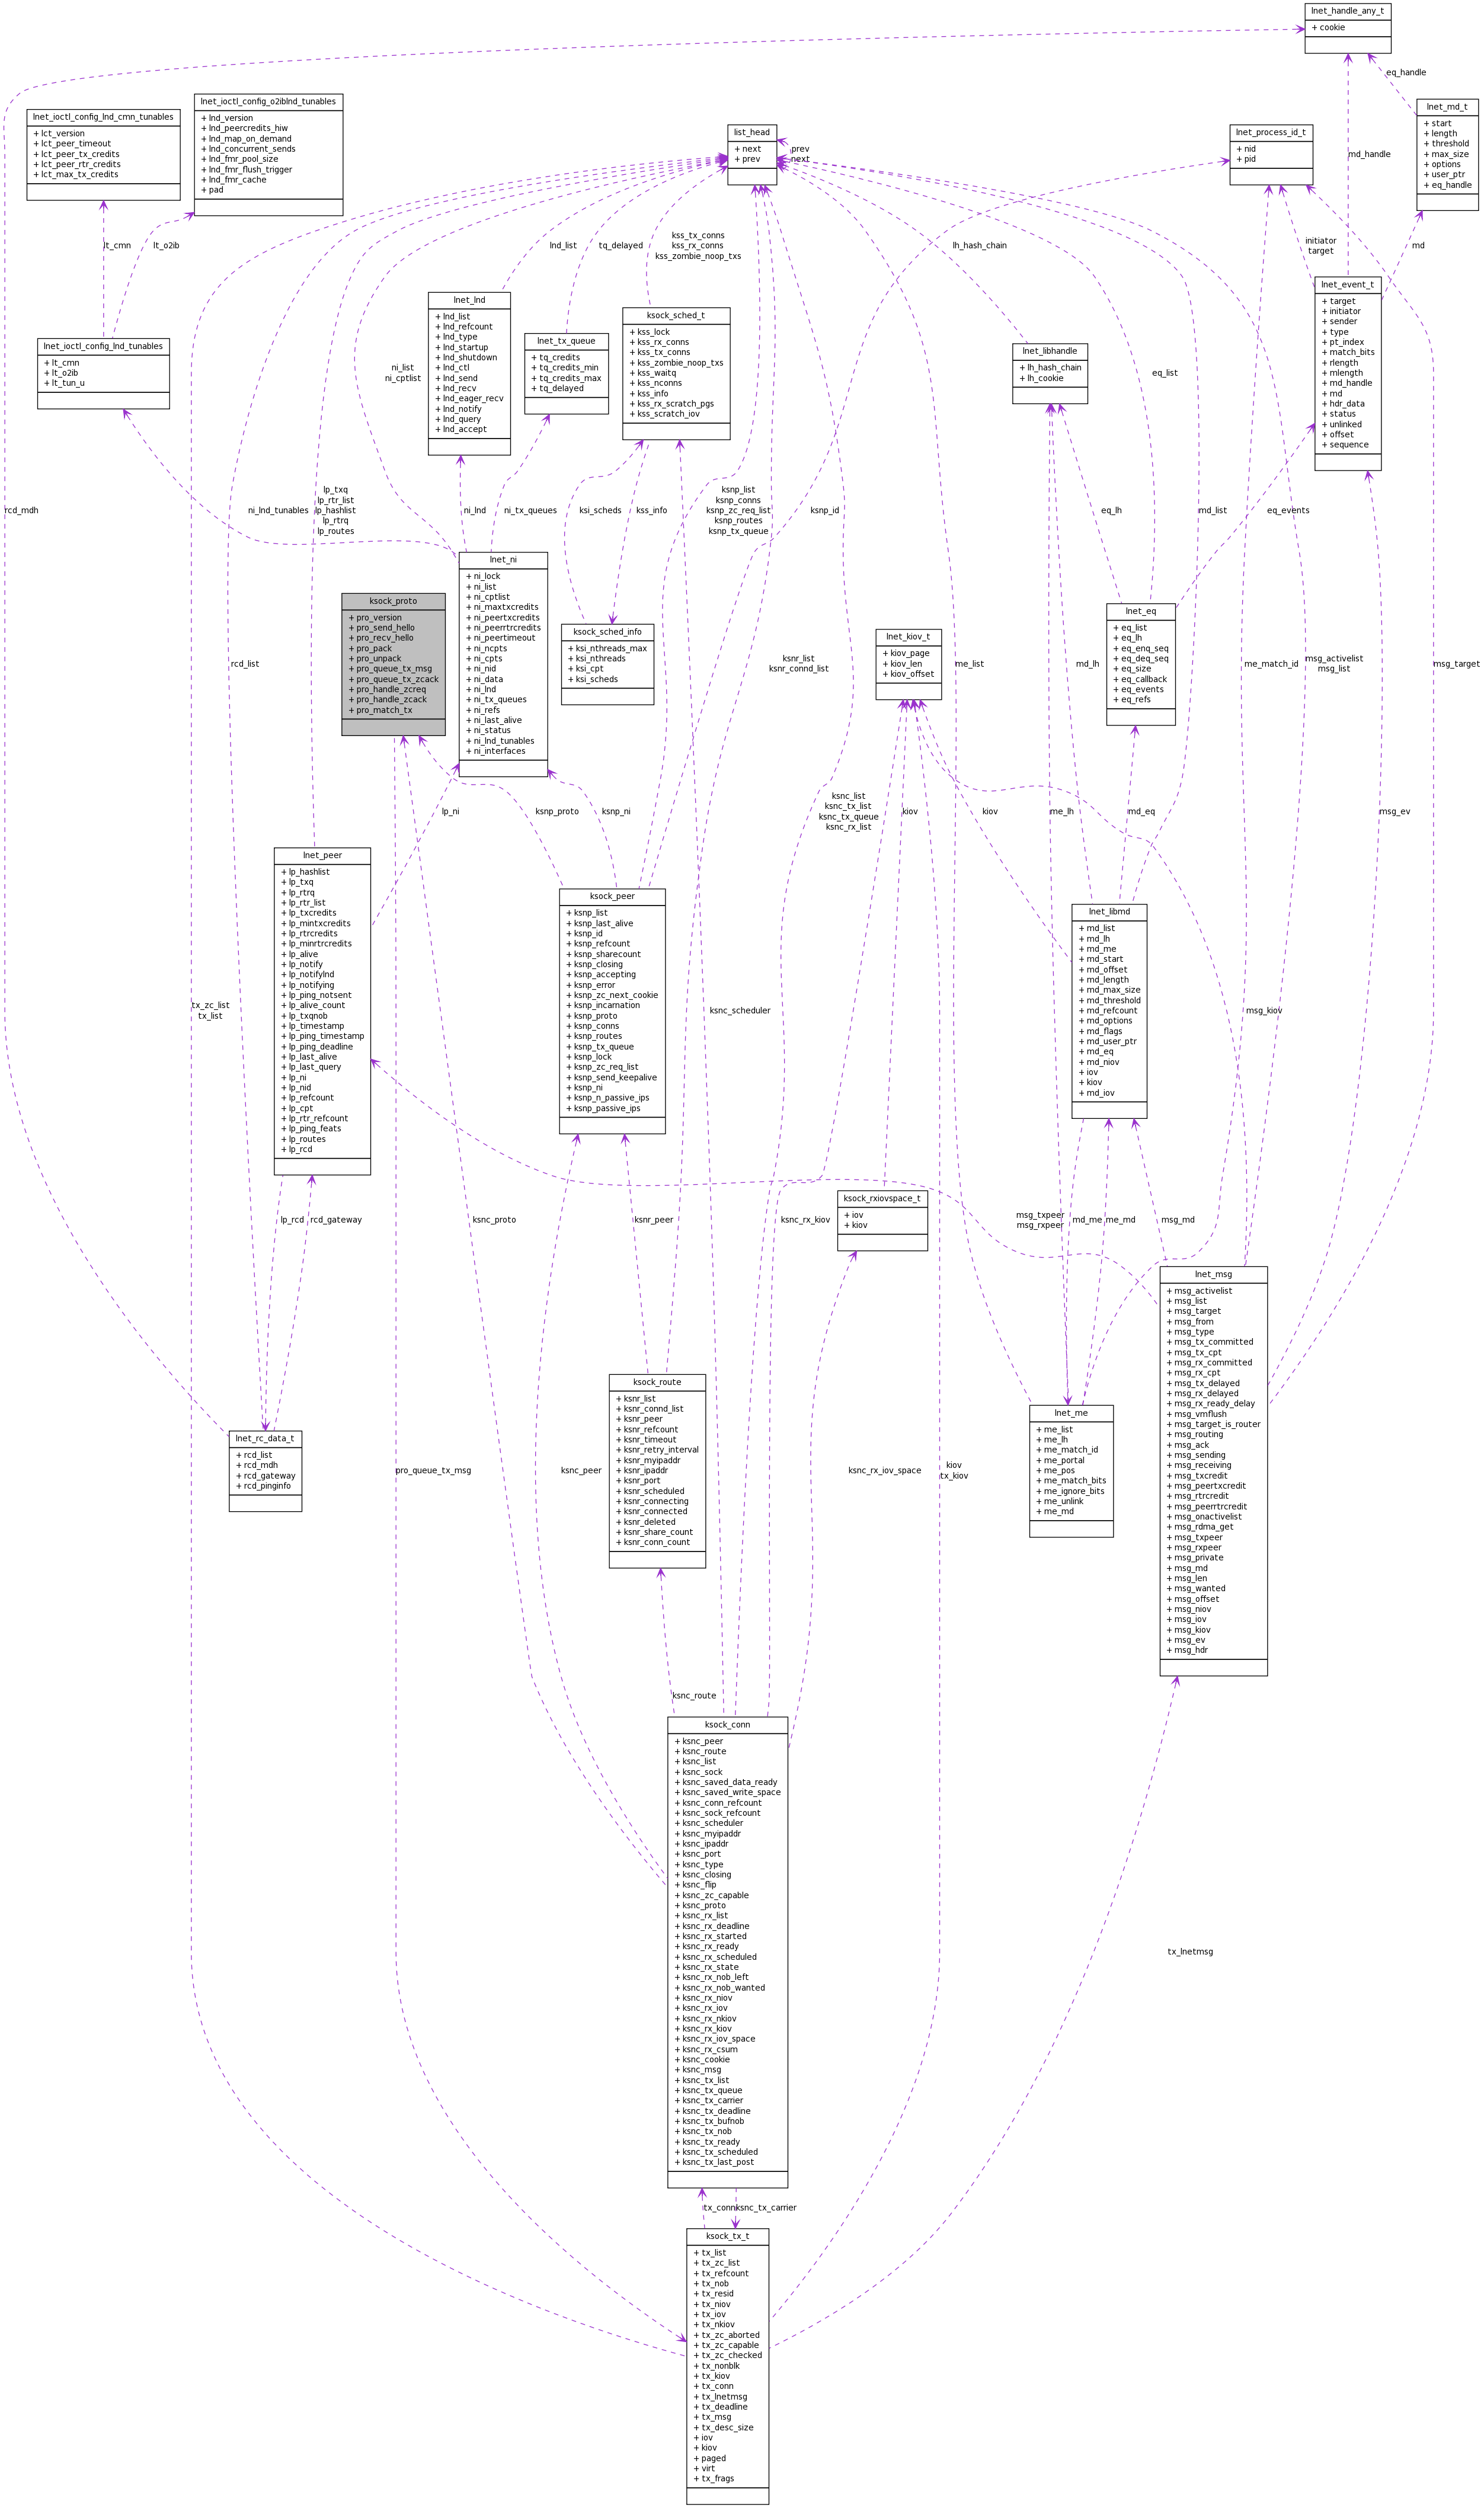 lnet_handle_any_t
+ cookie
eq_handle
lnet_ioctl_config_o2iblnd_tunables
+ lnd_version
+ lnd_peercredits_hiw
+ lnd_map_on_demand
+ lnd_concurrent_sends
+ lnd_fmr_pool_size
+ lnd_fmr_flush_trigger
+ lnd_fmr_cache
+ pad
lnet_md_t
+ start
+ length
+ threshold
+ max_size
+ options
+ user_ptr
+ eq_handle
lnet_ioctl_config_lnd_cmn_tunables
+ lct_version
+ lct_peer_timeout
+ lct_peer_tx_credits
+ lct_peer_rtr_credits
+ lct_max_tx_credits
list_head
+ next
+ prev
prev
next
lnet_process_id_t
+ nid
+ pid
md_handle
lt_cmn
lt_o2ib
lnd_list
tq_delayed
kss_tx_conns
kss_rx_conns
kss_zombie_noop_txs
lh_hash_chain
initiator
target
md
lnet_event_t
+ target
+ initiator
+ sender
+ type
+ pt_index
+ match_bits
+ rlength
+ mlength
+ md_handle
+ md
+ hdr_data
+ status
+ unlinked
+ offset
+ sequence
lnet_lnd
+ lnd_list
+ lnd_refcount
+ lnd_type
+ lnd_startup
+ lnd_shutdown
+ lnd_ctl
+ lnd_send
+ lnd_recv
+ lnd_eager_recv
+ lnd_notify
+ lnd_query
+ lnd_accept
ksock_sched_t
+ kss_lock
+ kss_rx_conns
+ kss_tx_conns
+ kss_zombie_noop_txs
+ kss_waitq
+ kss_nconns
+ kss_info
+ kss_rx_scratch_pgs
+ kss_scratch_iov
lnet_tx_queue
+ tq_credits
+ tq_credits_min
+ tq_credits_max
+ tq_delayed
lnet_ioctl_config_lnd_tunables
+ lt_cmn
+ lt_o2ib
+ lt_tun_u
lnet_libhandle
+ lh_hash_chain
+ lh_cookie
ni_list
ni_cptlist
eq_list
rcd_mdh
ni_lnd_tunables
lp_txq
lp_rtr_list
lp_hashlist
lp_rtrq
lp_routes
ni_lnd
ni_tx_queues
ksi_scheds
kss_info
ksnp_list
ksnp_conns
ksnp_zc_req_list
ksnp_routes
ksnp_tx_queue
ksnp_id
eq_lh
md_list
eq_events
lnet_ni
+ ni_lock
+ ni_list
+ ni_cptlist
+ ni_maxtxcredits
+ ni_peertxcredits
+ ni_peerrtrcredits
+ ni_peertimeout
+ ni_ncpts
+ ni_cpts
+ ni_nid
+ ni_data
+ ni_lnd
+ ni_tx_queues
+ ni_refs
+ ni_last_alive
+ ni_status
+ ni_lnd_tunables
+ ni_interfaces
ksock_proto
+ pro_version
+ pro_send_hello
+ pro_recv_hello
+ pro_pack
+ pro_unpack
+ pro_queue_tx_msg
+ pro_queue_tx_zcack
+ pro_handle_zcreq
+ pro_handle_zcack
+ pro_match_tx
lnet_eq
+ eq_list
+ eq_lh
+ eq_enq_seq
+ eq_deq_seq
+ eq_size
+ eq_callback
+ eq_events
+ eq_refs
ksock_sched_info
+ ksi_nthreads_max
+ ksi_nthreads
+ ksi_cpt
+ ksi_scheds
lnet_kiov_t
+ kiov_page
+ kiov_len
+ kiov_offset
rcd_list
ksnr_list
ksnr_connd_list
me_list
md_lh
me_match_id
msg_activelist
msg_list
msg_target
lp_ni
ksnp_proto
ksnp_ni
ksnc_list
ksnc_tx_list
ksnc_tx_queue
ksnc_rx_list
kiov
kiov
me_lh
md_eq
msg_ev
lnet_peer
+ lp_hashlist
+ lp_txq
+ lp_rtrq
+ lp_rtr_list
+ lp_txcredits
+ lp_mintxcredits
+ lp_rtrcredits
+ lp_minrtrcredits
+ lp_alive
+ lp_notify
+ lp_notifylnd
+ lp_notifying
+ lp_ping_notsent
+ lp_alive_count
+ lp_txqnob
+ lp_timestamp
+ lp_ping_timestamp
+ lp_ping_deadline
+ lp_last_alive
+ lp_last_query
+ lp_ni
+ lp_nid
+ lp_refcount
+ lp_cpt
+ lp_rtr_refcount
+ lp_ping_feats
+ lp_routes
+ lp_rcd
ksock_peer
+ ksnp_list
+ ksnp_last_alive
+ ksnp_id
+ ksnp_refcount
+ ksnp_sharecount
+ ksnp_closing
+ ksnp_accepting
+ ksnp_error
+ ksnp_zc_next_cookie
+ ksnp_incarnation
+ ksnp_proto
+ ksnp_conns
+ ksnp_routes
+ ksnp_tx_queue
+ ksnp_lock
+ ksnp_zc_req_list
+ ksnp_send_keepalive
+ ksnp_ni
+ ksnp_n_passive_ips
+ ksnp_passive_ips
lnet_libmd
+ md_list
+ md_lh
+ md_me
+ md_start
+ md_offset
+ md_length
+ md_max_size
+ md_threshold
+ md_refcount
+ md_options
+ md_flags
+ md_user_ptr
+ md_eq
+ md_niov
+ iov
+ kiov
+ md_iov
tx_zc_list
tx_list
ksnc_scheduler
msg_kiov
lp_rcd
rcd_gateway
ksnc_proto
ksnr_peer
ksnc_rx_kiov
ksock_rxiovspace_t
+ iov
+ kiov
msg_txpeer
msg_rxpeer
md_me
me_md
msg_md
lnet_msg
+ msg_activelist
+ msg_list
+ msg_target
+ msg_from
+ msg_type
+ msg_tx_committed
+ msg_tx_cpt
+ msg_rx_committed
+ msg_rx_cpt
+ msg_tx_delayed
+ msg_rx_delayed
+ msg_rx_ready_delay
+ msg_vmflush
+ msg_target_is_router
+ msg_routing
+ msg_ack
+ msg_sending
+ msg_receiving
+ msg_txcredit
+ msg_peertxcredit
+ msg_rtrcredit
+ msg_peerrtrcredit
+ msg_onactivelist
+ msg_rdma_get
+ msg_txpeer
+ msg_rxpeer
+ msg_private
+ msg_md
+ msg_len
+ msg_wanted
+ msg_offset
+ msg_niov
+ msg_iov
+ msg_kiov
+ msg_ev
+ msg_hdr
ksock_route
+ ksnr_list
+ ksnr_connd_list
+ ksnr_peer
+ ksnr_refcount
+ ksnr_timeout
+ ksnr_retry_interval
+ ksnr_myipaddr
+ ksnr_ipaddr
+ ksnr_port
+ ksnr_scheduled
+ ksnr_connecting
+ ksnr_connected
+ ksnr_deleted
+ ksnr_share_count
+ ksnr_conn_count
lnet_me
+ me_list
+ me_lh
+ me_match_id
+ me_portal
+ me_pos
+ me_match_bits
+ me_ignore_bits
+ me_unlink
+ me_md
lnet_rc_data_t
+ rcd_list
+ rcd_mdh
+ rcd_gateway
+ rcd_pinginfo
pro_queue_tx_msg
ksnc_peer
ksnc_rx_iov_space
kiov
tx_kiov
ksnc_route
ksock_conn
+ ksnc_peer
+ ksnc_route
+ ksnc_list
+ ksnc_sock
+ ksnc_saved_data_ready
+ ksnc_saved_write_space
+ ksnc_conn_refcount
+ ksnc_sock_refcount
+ ksnc_scheduler
+ ksnc_myipaddr
+ ksnc_ipaddr
+ ksnc_port
+ ksnc_type
+ ksnc_closing
+ ksnc_flip
+ ksnc_zc_capable
+ ksnc_proto
+ ksnc_rx_list
+ ksnc_rx_deadline
+ ksnc_rx_started
+ ksnc_rx_ready
+ ksnc_rx_scheduled
+ ksnc_rx_state
+ ksnc_rx_nob_left
+ ksnc_rx_nob_wanted
+ ksnc_rx_niov
+ ksnc_rx_iov
+ ksnc_rx_nkiov
+ ksnc_rx_kiov
+ ksnc_rx_iov_space
+ ksnc_rx_csum
+ ksnc_cookie
+ ksnc_msg
+ ksnc_tx_list
+ ksnc_tx_queue
+ ksnc_tx_carrier
+ ksnc_tx_deadline
+ ksnc_tx_bufnob
+ ksnc_tx_nob
+ ksnc_tx_ready
+ ksnc_tx_scheduled
+ ksnc_tx_last_post
tx_lnetmsg
tx_conn
ksnc_tx_carrier
ksock_tx_t
+ tx_list
+ tx_zc_list
+ tx_refcount
+ tx_nob
+ tx_resid
+ tx_niov
+ tx_iov
+ tx_nkiov
+ tx_zc_aborted
+ tx_zc_capable
+ tx_zc_checked
+ tx_nonblk
+ tx_kiov
+ tx_conn
+ tx_lnetmsg
+ tx_deadline
+ tx_msg
+ tx_desc_size
+ iov
+ kiov
+ paged
+ virt
+ tx_frags